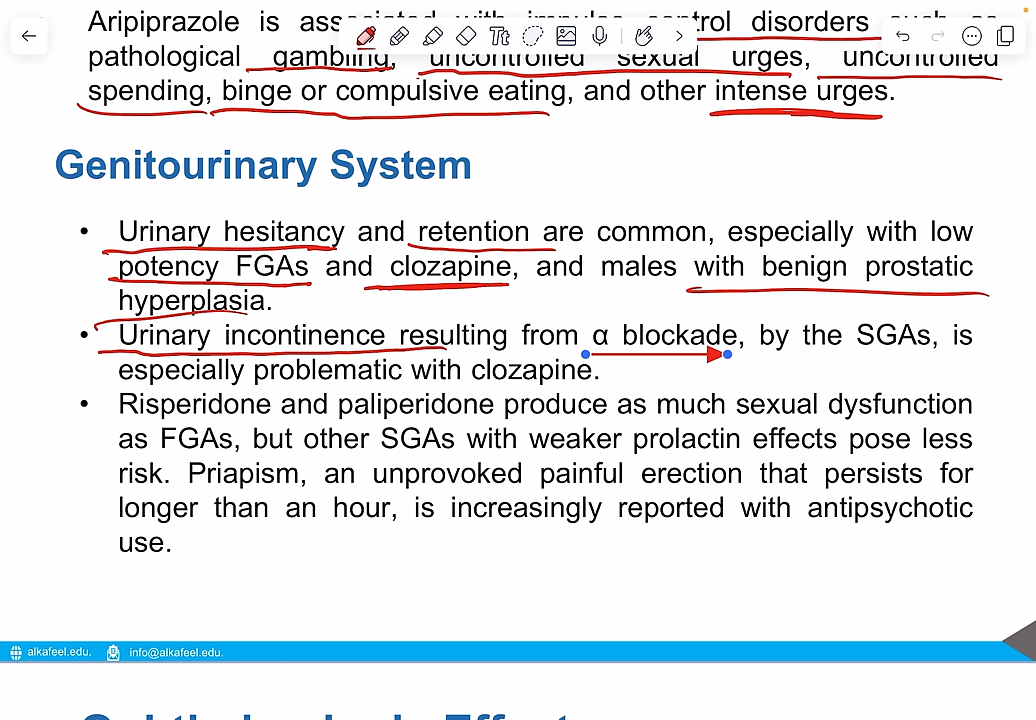 Aripiprazole is associated with impulse control disorders such as
pathological gambling, uncontrolled sexual urges, uncontrolled
spending, binge or compulsive eating, and other intense urges.
Genitourinary System
• Urinary hesitancy and retention are common, especially with low
potency FGAs and clozapine, and males with benign prostatic
hyperplasia.
• Urinary incontinence resulting from α blockade, by the SGAs, is
especially problematic with clozapine.
• Risperidone and paliperidone produce as much sexual dysfunction
as FGAs, but other SGAs with weaker prolactin effects pose less
risk. Priapism, an unprovoked painful erection that persists for
longer than an hour, is increasingly reported with antipsychotic
use.
alkafeel.edu. info@alkafeel.edu.